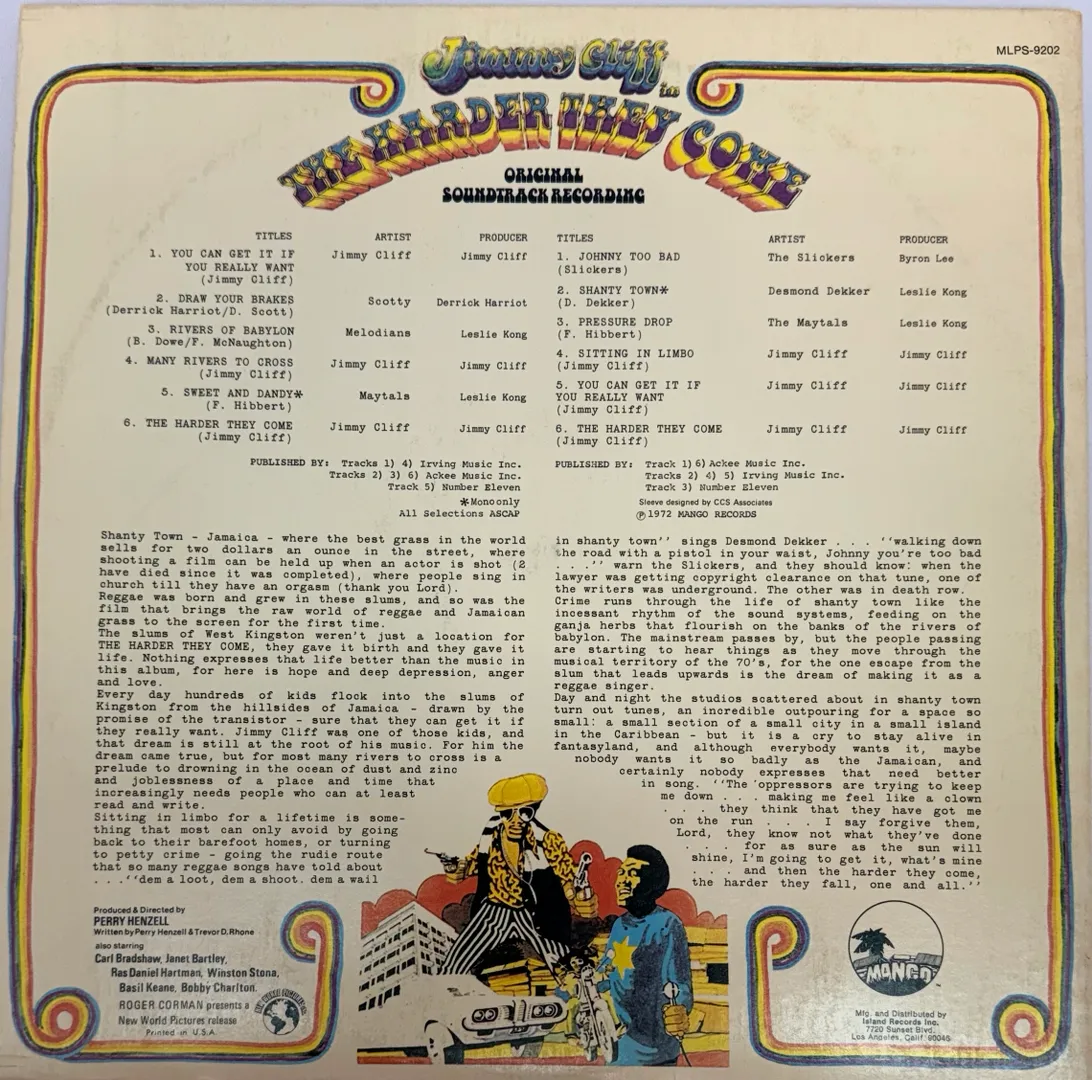 MLPS-9202
Jimmy Cliff
in
THE HARDER THEY COME
ORIGINAL
SOUNDTRACK RECORDING
TITLES ARTIST PRODUCER
1. YOU CAN GET IT IF Jimmy Cliff Jimmy Cliff
YOU REALLY WANT
(Jimmy Cliff)
2. DRAW YOUR BRAKES Scotty Derrick Harriot
(Derrick Harriot/D. Scott)
3. RIVERS OF BABYLON Melodians Leslie Kong
(B. Dowe/F. McNaughton)
4. MANY RIVERS TO CROSS Jimmy Cliff Jimmy Cliff
(Jimmy Cliff)
5. SWEET AND DANDY* Maytals Leslie Kong
(F. Hibbert)
6. THE HARDER THEY COME Jimmy Cliff Jimmy Cliff
(Jimmy Cliff)
PUBLISHED BY: Tracks 1) 4) Irving Music Inc.
Tracks 2) 3) 6) Ackee Music Inc.
Track 5) Number Eleven
*Mono only
All Selections ASCAP
TITLES ARTIST PRODUCER
1. JOHNNY TOO BAD The Slickers Byron Lee
(Slickers)
2. SHANTY TOWN* Desmond Dekker Leslie Kong
(D. Dekker)
3. PRESSURE DROP The Maytals Leslie Kong
(F. Hibbert)
4. SITTING IN LIMBO Jimmy Cliff Jimmy Cliff
(Jimmy Cliff)
5. YOU CAN GET IT IF Jimmy Cliff Jimmy Cliff
YOU REALLY WANT
(Jimmy Cliff)
6. THE HARDER THEY COME Jimmy Cliff Jimmy Cliff
(Jimmy Cliff)
PUBLISHED BY: Track 1) 6) Ackee Music Inc.
Tracks 2) 4) 5) Irving Music Inc.
Track 3) Number Eleven
Sleeve designed by CCS Associates
℗ 1972 MANGO RECORDS
Shanty Town - Jamaica - where the best grass in the world
sells for two dollars an ounce in the street, where
shooting a film can be held up when an actor is shot (2
have died since it was completed), where people sing in
church till they have an orgasm (thank you Lord).
Reggae was born and grew in these slums, and so was the
film that brings the raw world of reggae and Jamaican
grass to the screen for the first time.
The slums of West Kingston weren't just a location for
THE HARDER THEY COME, they gave it birth and they gave it
life. Nothing expresses that life better than the music in
this album, for here is hope and deep depression, anger
and love.
Every day hundreds of kids flock into the slums of
Kingston from the hillsides of Jamaica - drawn by the
promise of the transistor - sure that they can get it if
they really want. Jimmy Cliff was one of those kids, and
that dream is still at the root of his music. For him the
dream came true, but for most many rivers to cross is a
prelude to drowning in the ocean of dust and zinc
and joblessness of a place and time that
increasingly needs people who can at least
read and write.
Sitting in limbo for a lifetime is some-
thing that most can only avoid by going
back to their barefoot homes, or turning
to petty crime - going the rudie route
that so many reggae songs have told about
. . .''dem a loot, dem a shoot. dem a wail
in shanty town'' sings Desmond Dekker . . . ''walking down
the road with a pistol in your waist, Johnny you're too bad
. . .'' warn the Slickers, and they should know: when the
lawyer was getting copyright clearance on that tune, one of
the writers was underground. The other was in death row.
Crime runs through the life of shanty town like the
incessant rhythm of the sound systems, feeding on the
ganja herbs that flourish on the banks of the rivers of
babylon. The mainstream passes by, but the people passing
are starting to hear things as they move through the
musical territory of the 70's, for the one escape from the
slum that leads upwards is the dream of making it as a
reggae singer.
Day and night the studios scattered about in shanty town
turn out tunes, an incredible outpouring for a space so
small: a small section of a small city in a small island
in the Caribbean - but it is a cry to stay alive in
fantasyland, and although everybody wants it, maybe
nobody wants it so badly as the Jamaican, and
certainly nobody expresses that need better
in song. ''The oppressors are trying to keep
me down . . . making me feel like a clown
. . . they think that they have got me
on the run . . . I say forgive them,
Lord, they know not what they've done
. . . for as sure as the sun will
shine, I'm going to get it, what's mine
. . . and then the harder they come,
the harder they fall, one and all.''
Produced & Directed by
PERRY HENZELL
Written by Perry Henzell & Trevor D. Rhone
also starring
Carl Bradshaw, Janet Bartley,
Ras Daniel Hartman, Winston Stona,
Basil Keane, Bobby Charlton.
ROGER CORMAN presents a
New World Pictures release
Printed in U.S.A.
MANGO
Mfg. and Distributed by
Island Records Inc.
7720 Sunset Blvd.
Los Angeles, Calif. 90046